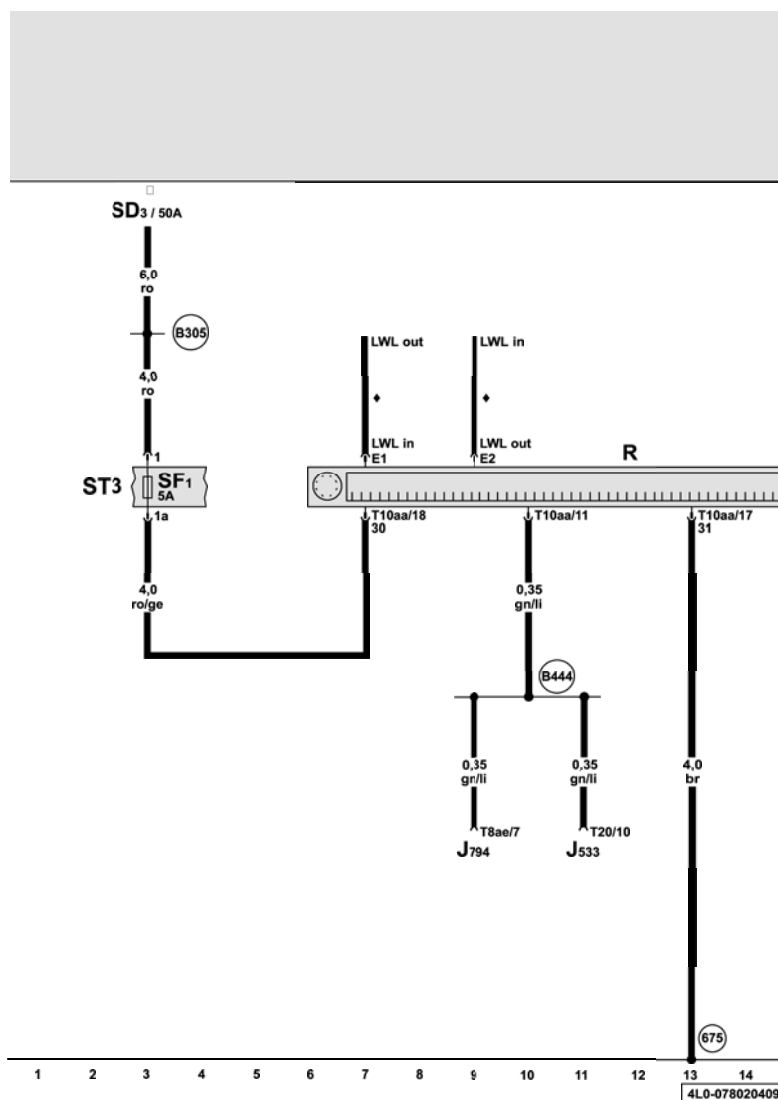 SD3 / 50A
6,0
ro
B305
LWL out
LWL in
4,0
ro
LWL in
LWL out
1
E1
E2
R
ST3
SF1
5A
1a
T10aa/18
T10aa/11
T10aa/17
30
31
4,0
ro/ge
0,35
gn/li
B444
0,35
gn/li
0,35
gn/li
4,0
br
T8ae/7
T20/10
J794
J533
675
1 2 3 4 5 6 7 8 9 10 11 12 13 14
4L0-078020409